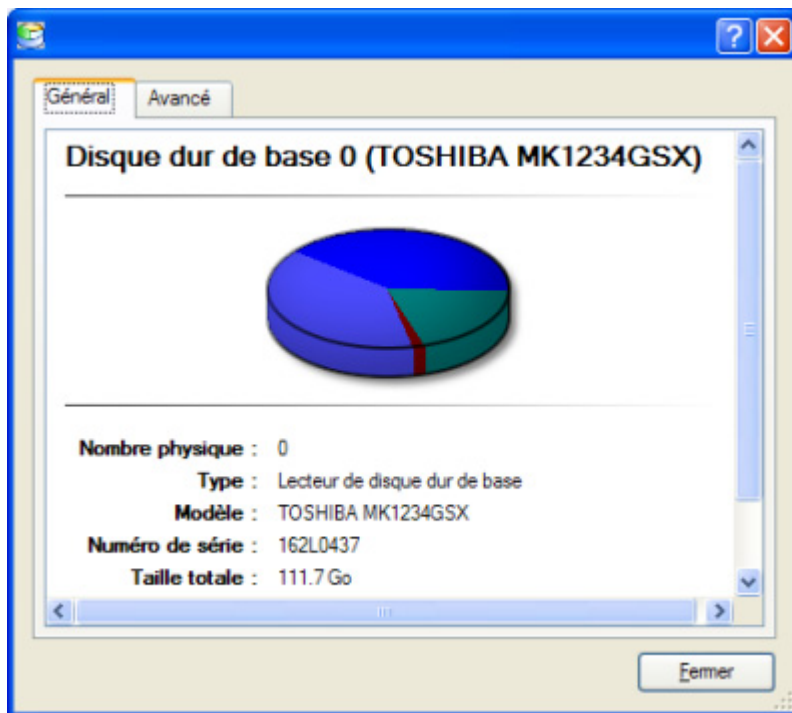 Général Avancé
Disque dur de base 0 (TOSHIBA MK1234GSX)
Nombre physique : 0
Type : Lecteur de disque dur de base
Modèle : TOSHIBA MK1234GSX
Numéro de série : 162L0437
Taille totale : 111.7 Go
Fermer